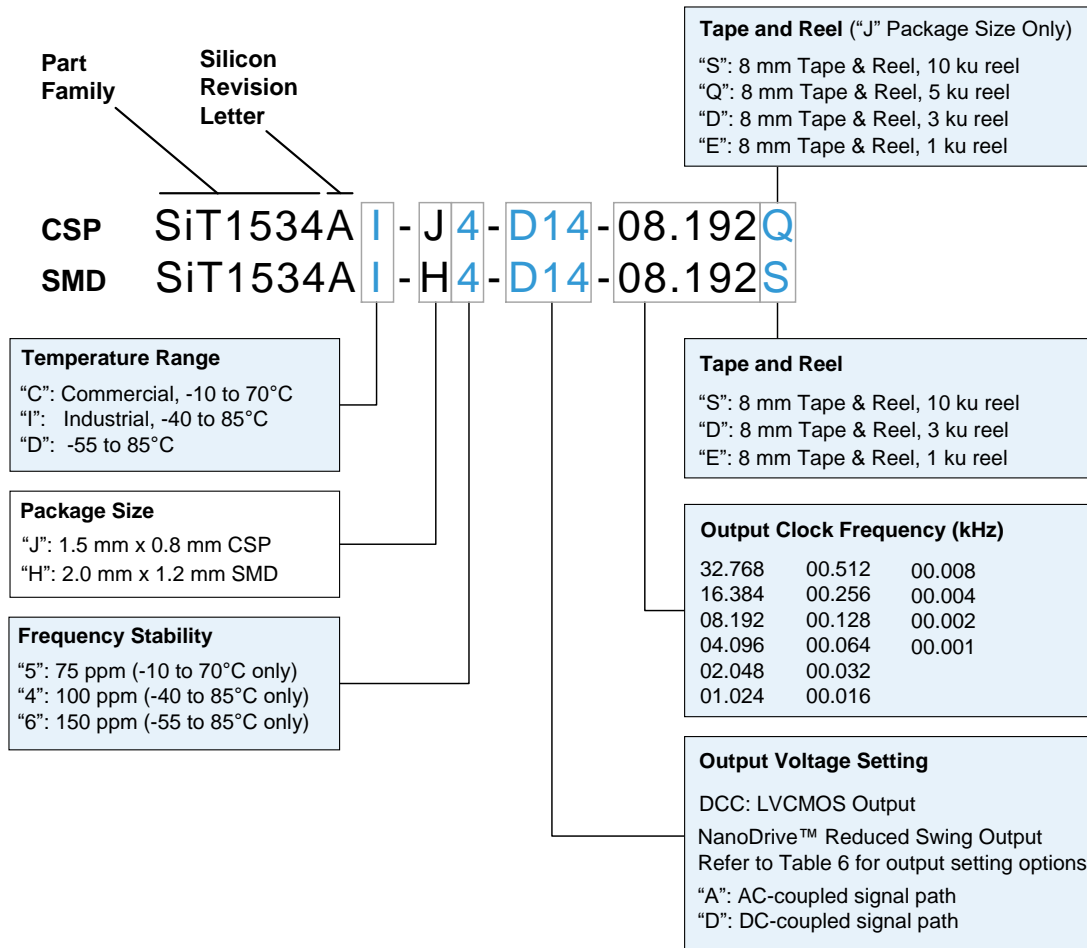 Part
Family
Silicon
Revision
Letter
Tape and Reel (“J” Package Size Only)
“S”: 8 mm Tape & Reel, 10 ku reel
“Q”: 8 mm Tape & Reel, 5 ku reel
“D”: 8 mm Tape & Reel, 3 ku reel
“E”: 8 mm Tape & Reel, 1 ku reel
CSP SiT1534AI-J4-D14-08.192Q
SMD SiT1534AI-H4-D14-08.192S
Temperature Range
“C”: Commercial, -10 to 70°C
“I”: Industrial, -40 to 85°C
“D”: -55 to 85°C
Package Size
“J”: 1.5 mm x 0.8 mm CSP
“H”: 2.0 mm x 1.2 mm SMD
Frequency Stability
“5”: 75 ppm (-10 to 70°C only)
“4”: 100 ppm (-40 to 85°C only)
“6”: 150 ppm (-55 to 85°C only)
Tape and Reel
“S”: 8 mm Tape & Reel, 10 ku reel
“D”: 8 mm Tape & Reel, 3 ku reel
“E”: 8 mm Tape & Reel, 1 ku reel
Output Clock Frequency (kHz)
32.768 00.512 00.008
16.384 00.256 00.004
08.192 00.128 00.002
04.096 00.064 00.001
02.048 00.032
01.024 00.016
Output Voltage Setting
DCC: LVCMOS Output
NanoDrive™ Reduced Swing Output
Refer to Table 6 for output setting options
“A”: AC-coupled signal path
“D”: DC-coupled signal path